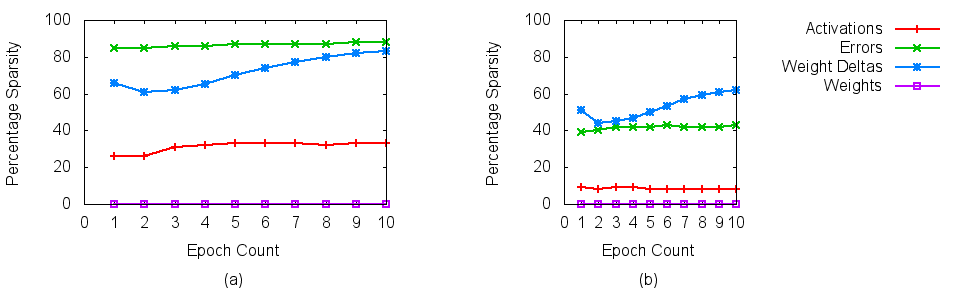 100
80
60
40
20
0
Percentage Sparsity
0 1 2 3 4 5 6 7 8 9 10
Epoch Count
(a)
100
80
60
40
20
0
Percentage Sparsity
0 1 2 3 4 5 6 7 8 9 10
Epoch Count
(b)
Activations
Errors
Weight Deltas
Weights